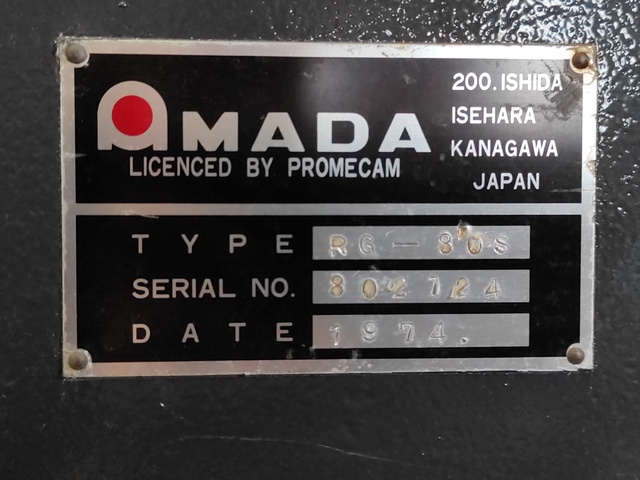 AMADA
LICENCED BY PROMECAM
200. ISHIDA
ISEHARA
KANAGAWA
JAPAN
TYPE RG-80S
SERIAL NO. 802724
DATE 1974.